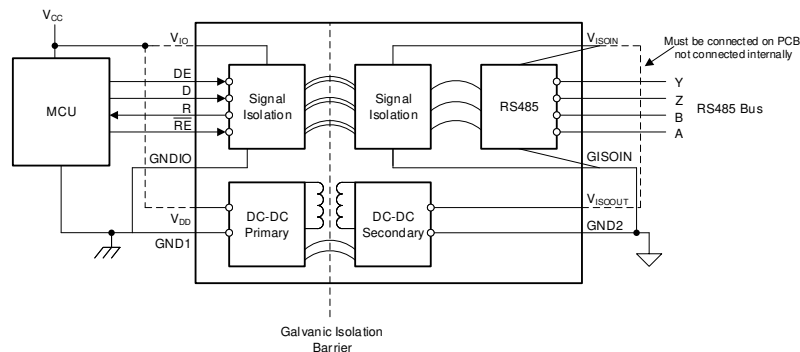 VCC
VIO
VISOIN
Must be connected on PCB
not connected internally
DE
D
R
RE
MCU
Signal
Isolation
Signal
Isolation
RS485
Y
Z
B
A
RS485 Bus
GNDIO
GISOIN
VDD
GND1
DC-DC
Primary
DC-DC
Secondary
VISOOUT
GND2
Galvanic Isolation
Barrier